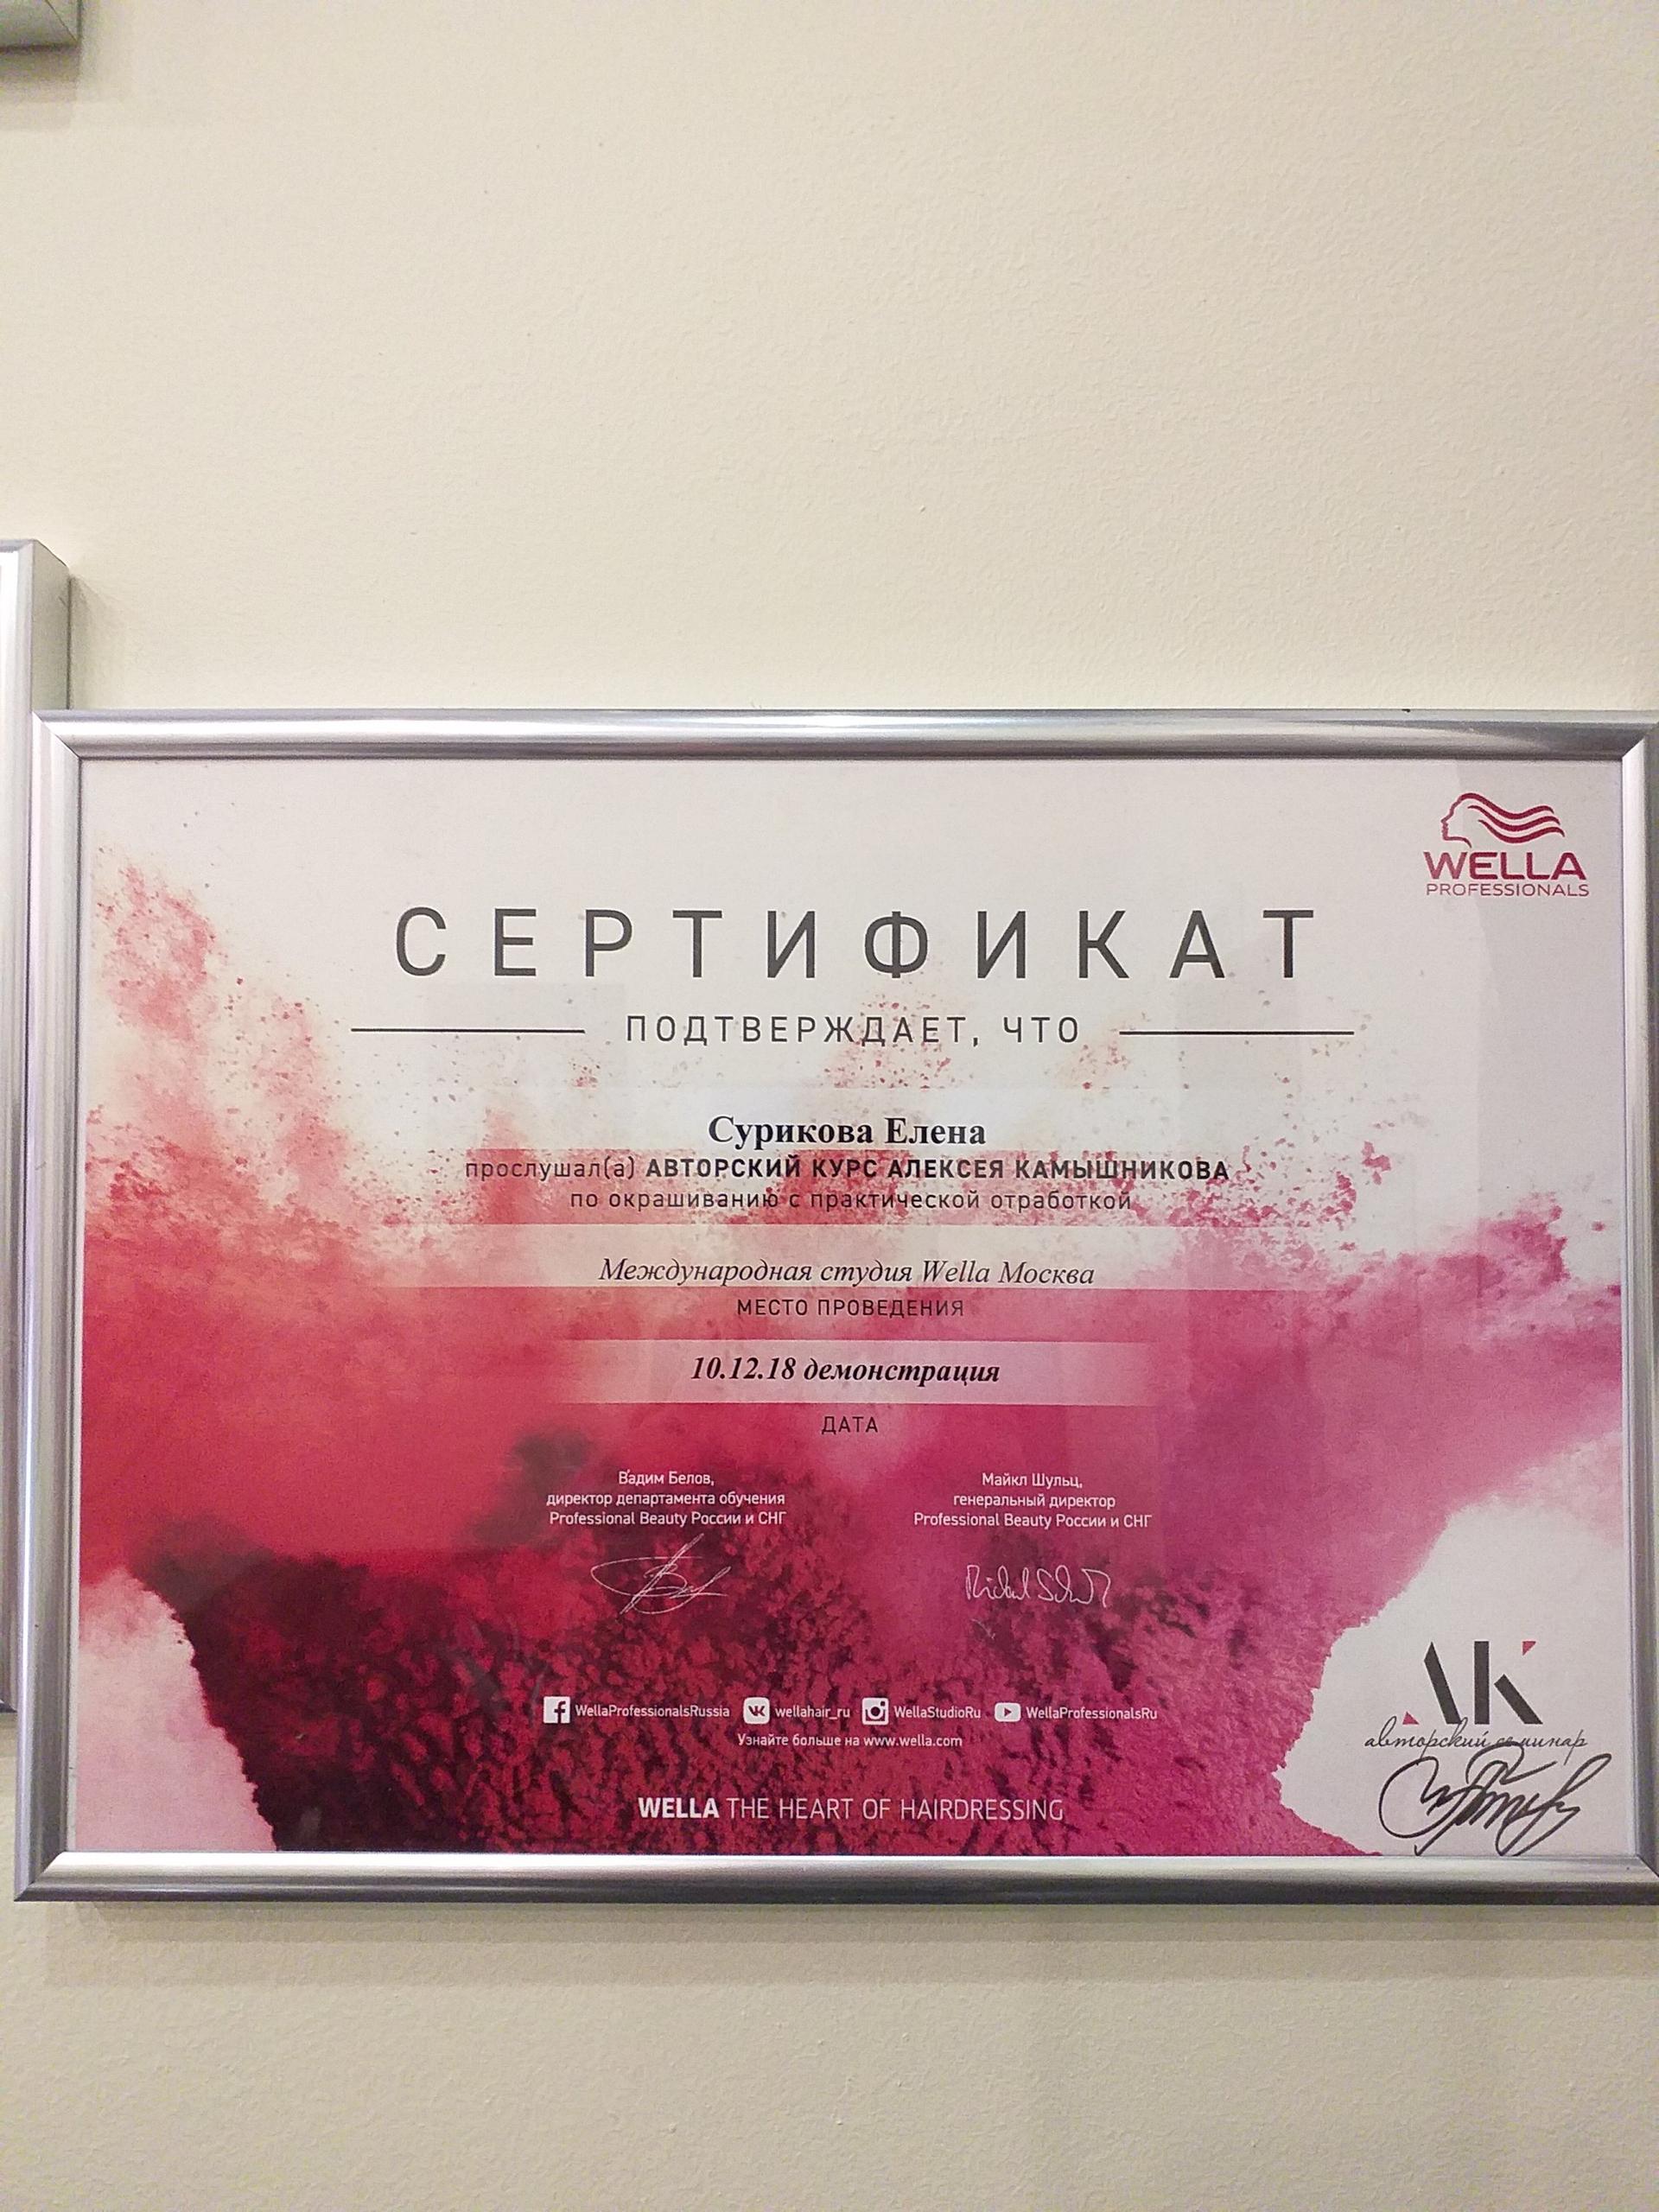 WELLA
PROFESSIONALS
СЕРТИФИКАТ
ПОДТВЕРЖДАЕТ, ЧТО
Сурикова Елена
прослушал(а) АВТОРСКИЙ КУРС АЛЕКСЕЯ КАМЫШНИКОВА
по окрашиванию с практической отработкой
Международная студия Wella Москва
МЕСТО ПРОВЕДЕНИЯ
10.12.18 демонстрация
ДАТА
Вадим Белов,
директор департамента обучения
Professional Beauty России и СНГ
Майкл Шульц,
генеральный директор
Professional Beauty России и СНГ
WellaProfessionalsRussia wellahair_ru WellaStudioRu WellaProfessionalsRu
Узнайте больше на www.wella.com
WELLA THE HEART OF HAIRDRESSING
AK
авторский семинар